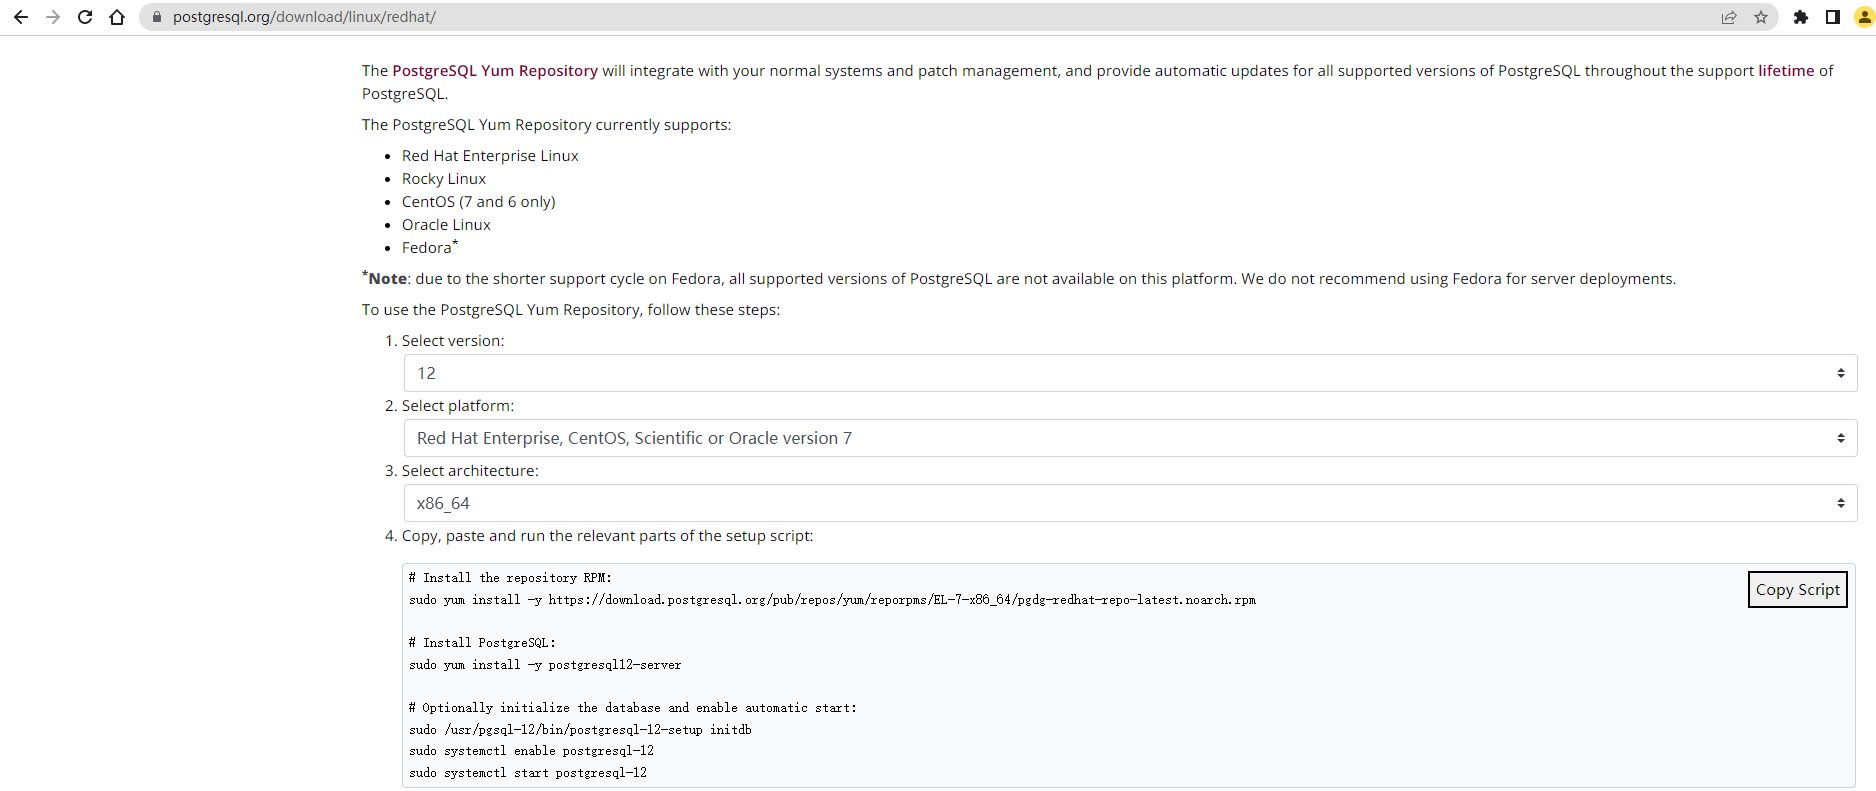 postgresql.org/download/linux/redhat/
The PostgreSQL Yum Repository will integrate with your normal systems and patch management, and provide automatic updates for all supported versions of PostgreSQL throughout the support lifetime of
PostgreSQL.
The PostgreSQL Yum Repository currently supports:
• Red Hat Enterprise Linux
• Rocky Linux
• CentOS (7 and 6 only)
• Oracle Linux
• Fedora*
*Note: due to the shorter support cycle on Fedora, all supported versions of PostgreSQL are not available on this platform. We do not recommend using Fedora for server deployments.
To use the PostgreSQL Yum Repository, follow these steps:
1. Select version:
12
2. Select platform:
Red Hat Enterprise, CentOS, Scientific or Oracle version 7
3. Select architecture:
x86_64
4. Copy, paste and run the relevant parts of the setup script:
Copy Script
# Install the repository RPM:
sudo yum install -y https://download.postgresql.org/pub/repos/yum/reporpms/EL-7-x86_64/pgdg-redhat-repo-latest.noarch.rpm
# Install PostgreSQL:
sudo yum install -y postgresql12-server
# Optionally initialize the database and enable automatic start:
sudo /usr/pgsql-12/bin/postgresql-12-setup initdb
sudo systemctl enable postgresql-12
sudo systemctl start postgresql-12